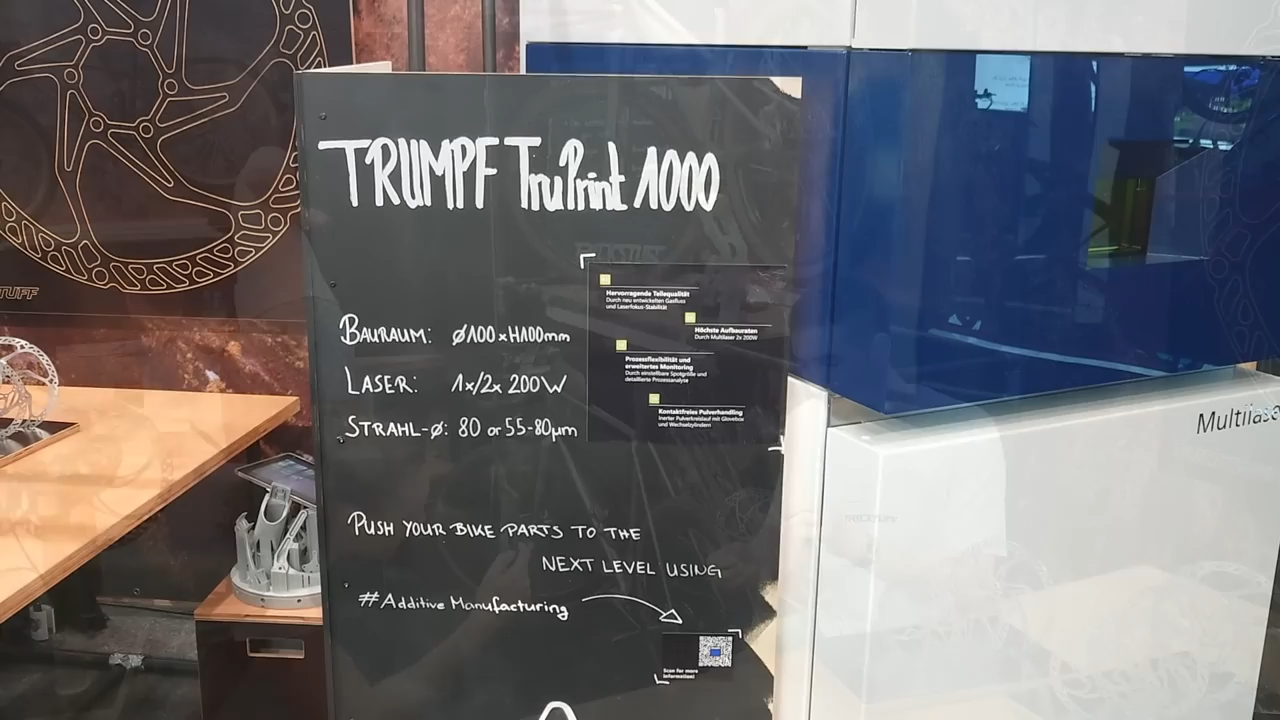 TRUMPF TruPrint 1000
TUFF
Hervorragende Teilequalität
Durch neu entwickelten Gasfluss
und Laserfokus-Stabilität
Höchste Aufbauraten
Durch Multilaser 2x 200W
Prozessflexibilität und
erweitertes Monitoring
Durch einstellbare Spotgröße und
detaillierte Prozessanalyse
Kontaktfreies Pulverhandling
Inerter Pulverkreislauf mit Glovebox
und Wechselzylindern
BAURAUM: Ø100 x H100mm
LASER: 1x/2x 200W
STRAHL-Ø: 80 or 55-80µm
Multilase
PUSH YOUR BIKE PARTS TO THE
NEXT LEVEL USING
#Additive Manufacturing
Scan for more
information!